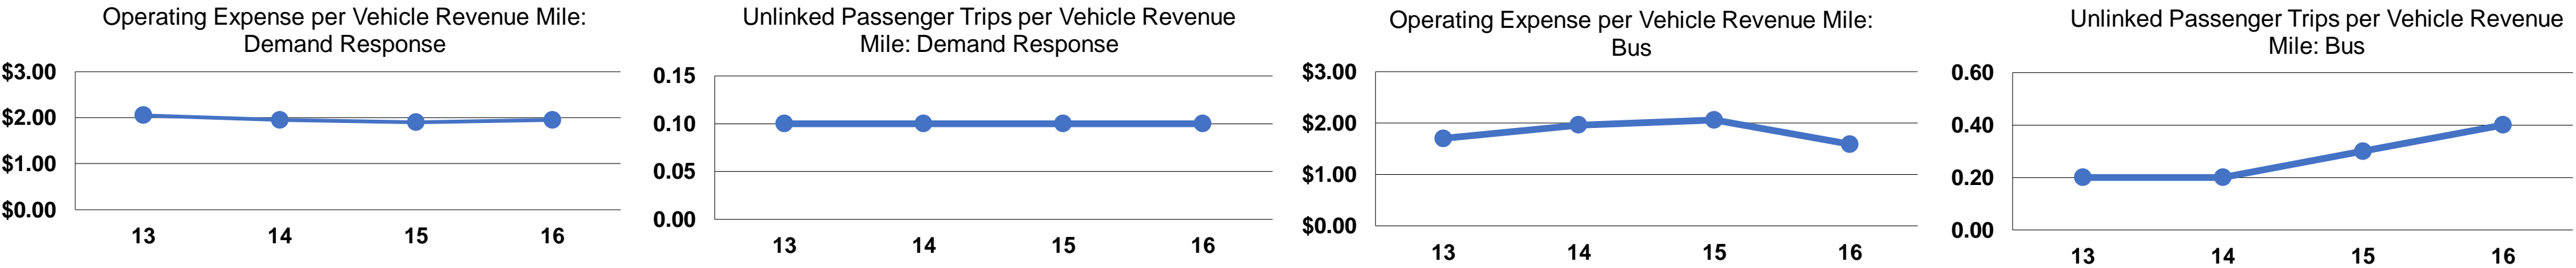 Operating Expense per Vehicle Revenue Mile:
Demand Response
$3.00
$2.00
$1.00
$0.00
13 14 15 16
Unlinked Passenger Trips per Vehicle Revenue
Mile: Demand Response
0.15
0.10
0.05
0.00
13 14 15 16
Operating Expense per Vehicle Revenue Mile:
Bus
$3.00
$2.00
$1.00
$0.00
13 14 15 16
Unlinked Passenger Trips per Vehicle Revenue
Mile: Bus
0.60
0.40
0.20
0.00
13 14 15 16